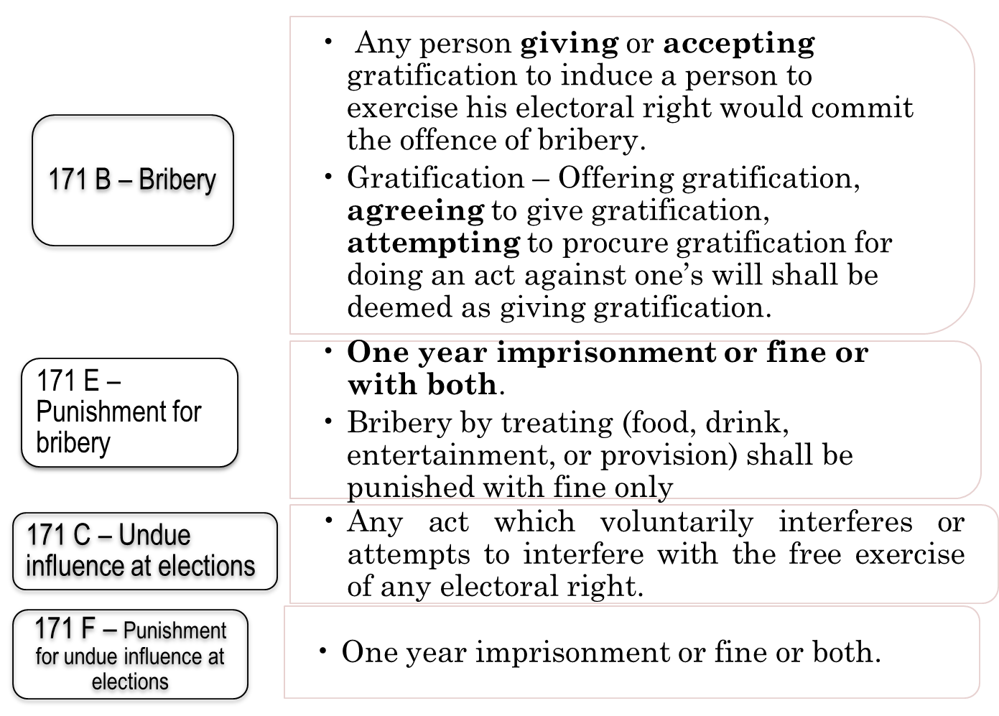 171 B – Bribery
• Any person giving or accepting
gratification to induce a person to
exercise his electoral right would commit
the offence of bribery.
• Gratification – Offering gratification,
agreeing to give gratification,
attempting to procure gratification for
doing an act against one’s will shall be
deemed as giving gratification.
171 E –
Punishment for
bribery
• One year imprisonment or fine or
with both.
• Bribery by treating (food, drink,
entertainment, or provision) shall be
punished with fine only
171 C – Undue
influence at elections
• Any act which voluntarily interferes or
attempts to interfere with the free exercise
of any electoral right.
171 F – Punishment
for undue influence at
elections
• One year imprisonment or fine or both.